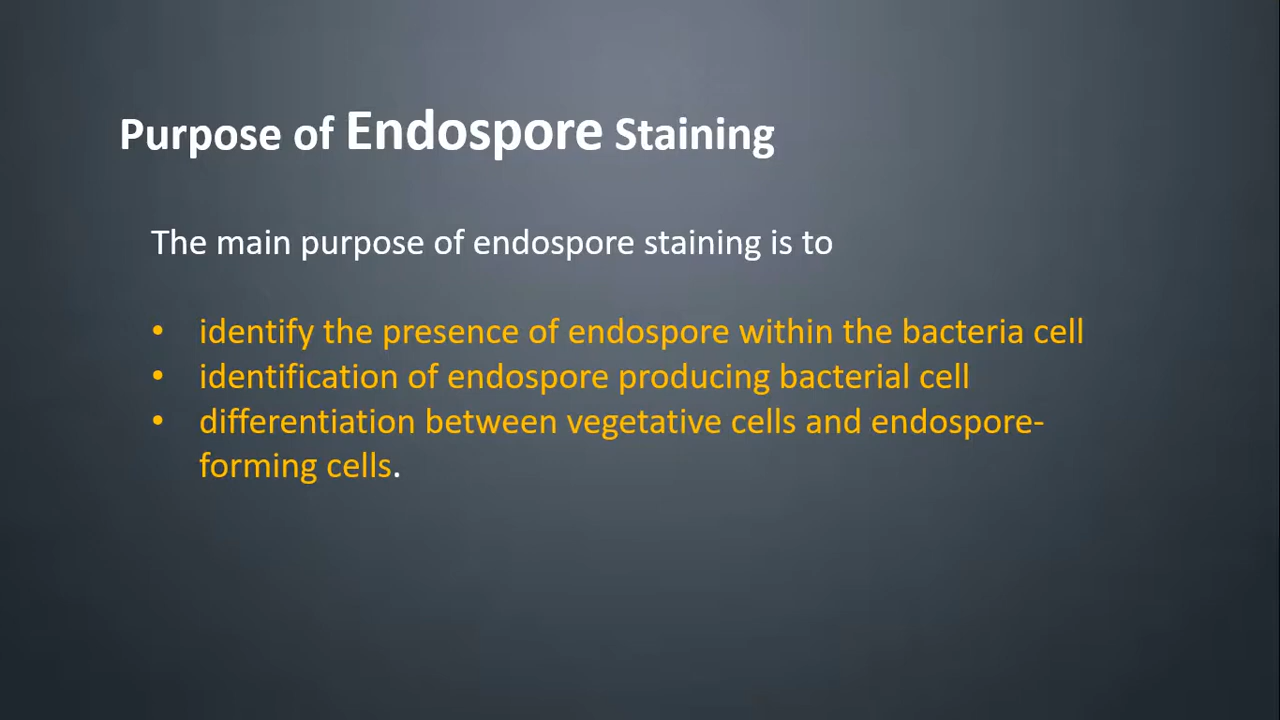 Purpose of Endospore Staining
The main purpose of endospore staining is to
• identify the presence of endospore within the bacteria cell
• identification of endospore producing bacterial cell
• differentiation between vegetative cells and endospore-
forming cells.